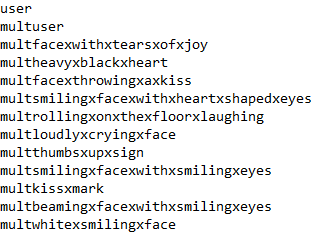 user
multuser
multfacexwithxtearsxofxjoy
multheavyxblackxheart
multfacexthrowingxaxkiss
multsmilingxfacexwithxheartxshapedxeyes
multrollingxonxthexfloorxlaughing
multloudlyxcryingxface
multthumbsxupxsign
multsmilingxfacexwithxsmilingxeyes
multkissxmark
multbeamingxfacexwithxsmilingxeyes
multwhitexsmilingxface